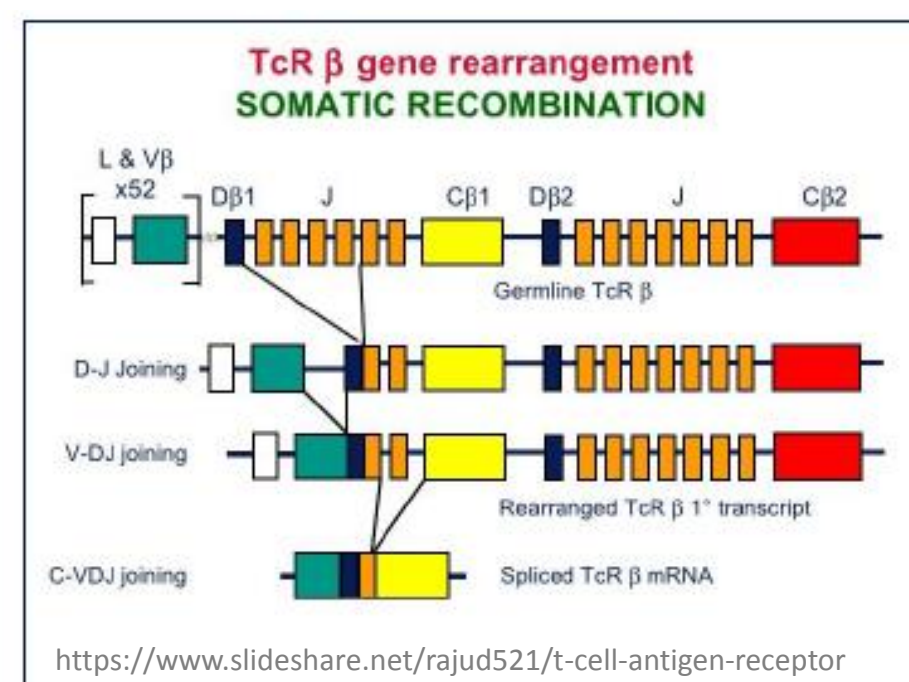 TcR β gene rearrangement
SOMATIC RECOMBINATION
L & Vβ
x52
Dβ1 J Cβ1 Dβ2 J Cβ2
Germline TcR β
D-J Joining
V-DJ joining
Rearranged TcR β 1° transcript
C-VDJ joining Spliced TcR β mRNA
https://www.slideshare.net/rajud521/t-cell-antigen-receptor